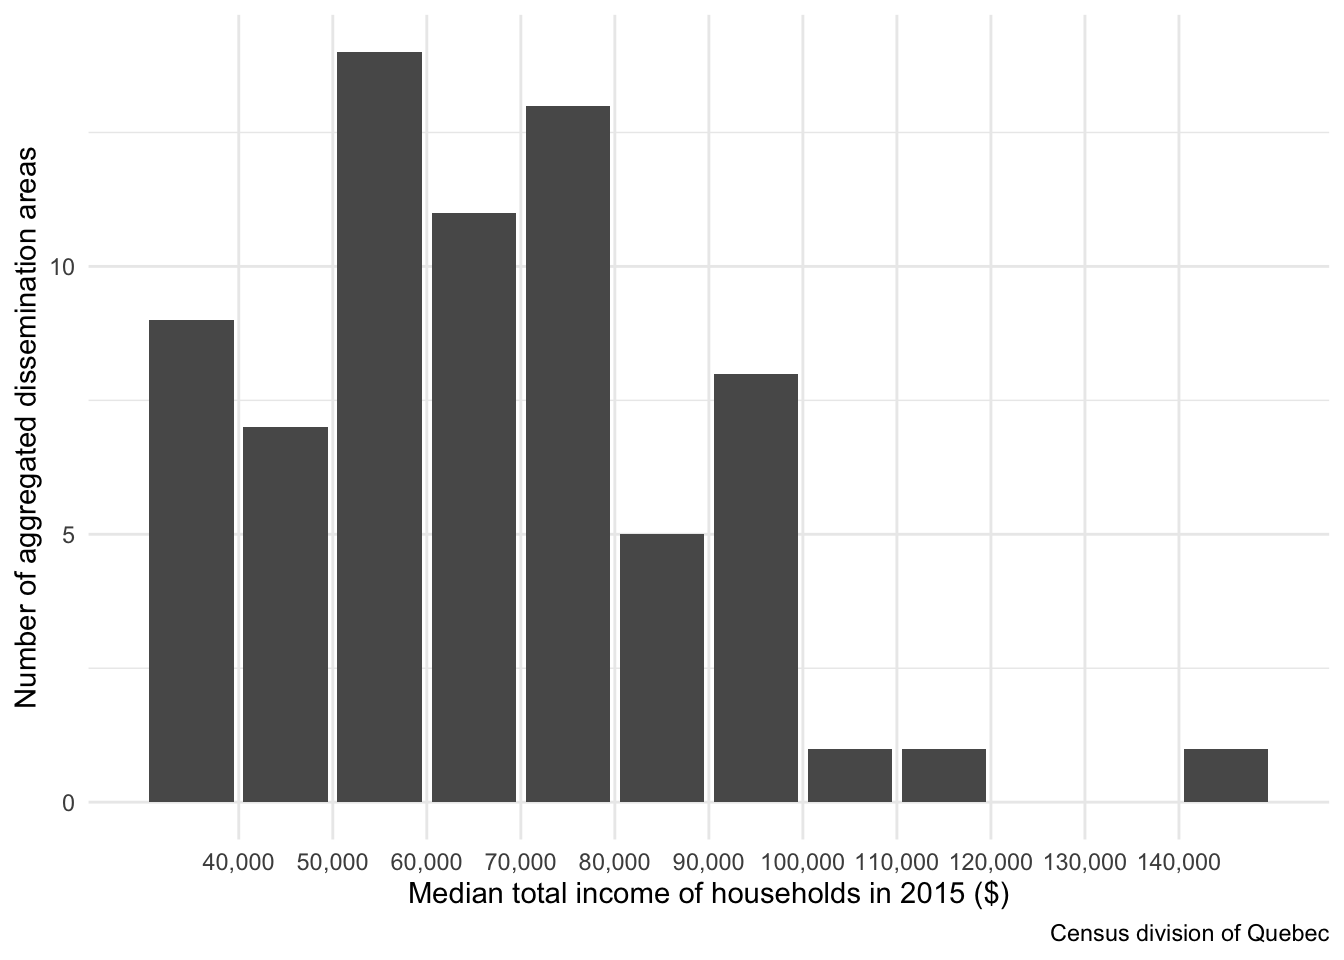 Number of aggregated dissemination areas
10
5
0
40,000 50,000 60,000 70,000 80,000 90,000 100,000 110,000 120,000 130,000 140,000
Median total income of households in 2015 ($)
Census division of Quebec